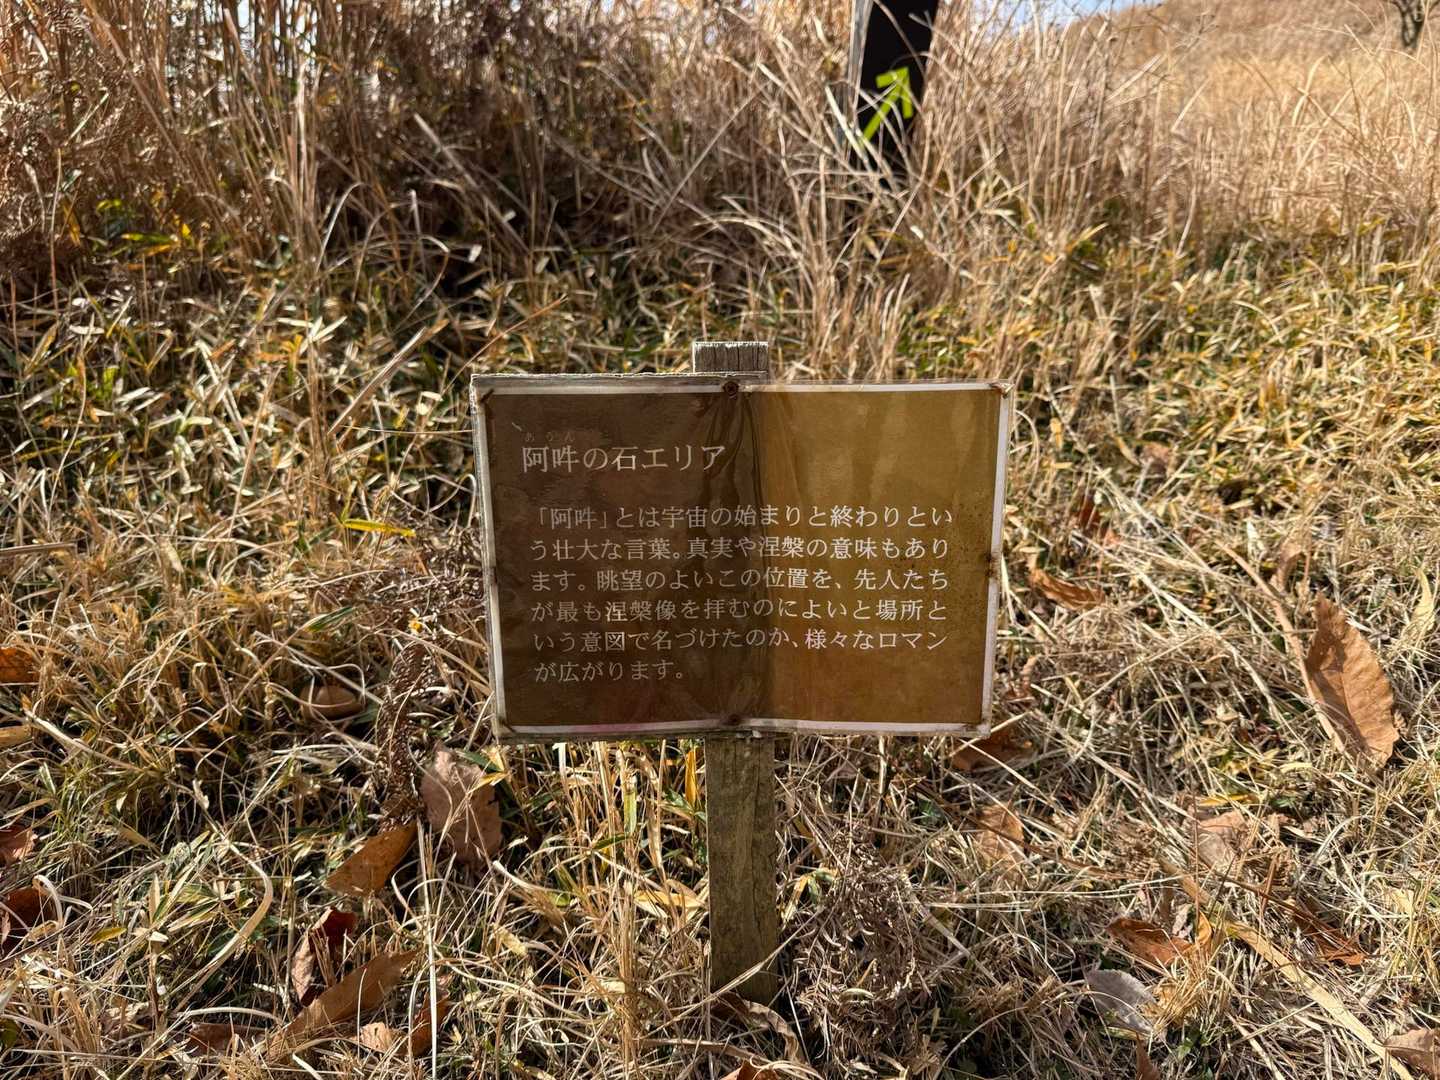 あうん
阿吽の石エリア
「阿吽」とは宇宙の始まりと終わりとい
う壮大な言葉。真実や涅槃の意味もあり
ます。眺望のよいこの位置を、先人たち
が最も涅槃像を拝むのによいと場所と
いう意図で名づけたのか、様々なロマン
が広がります。